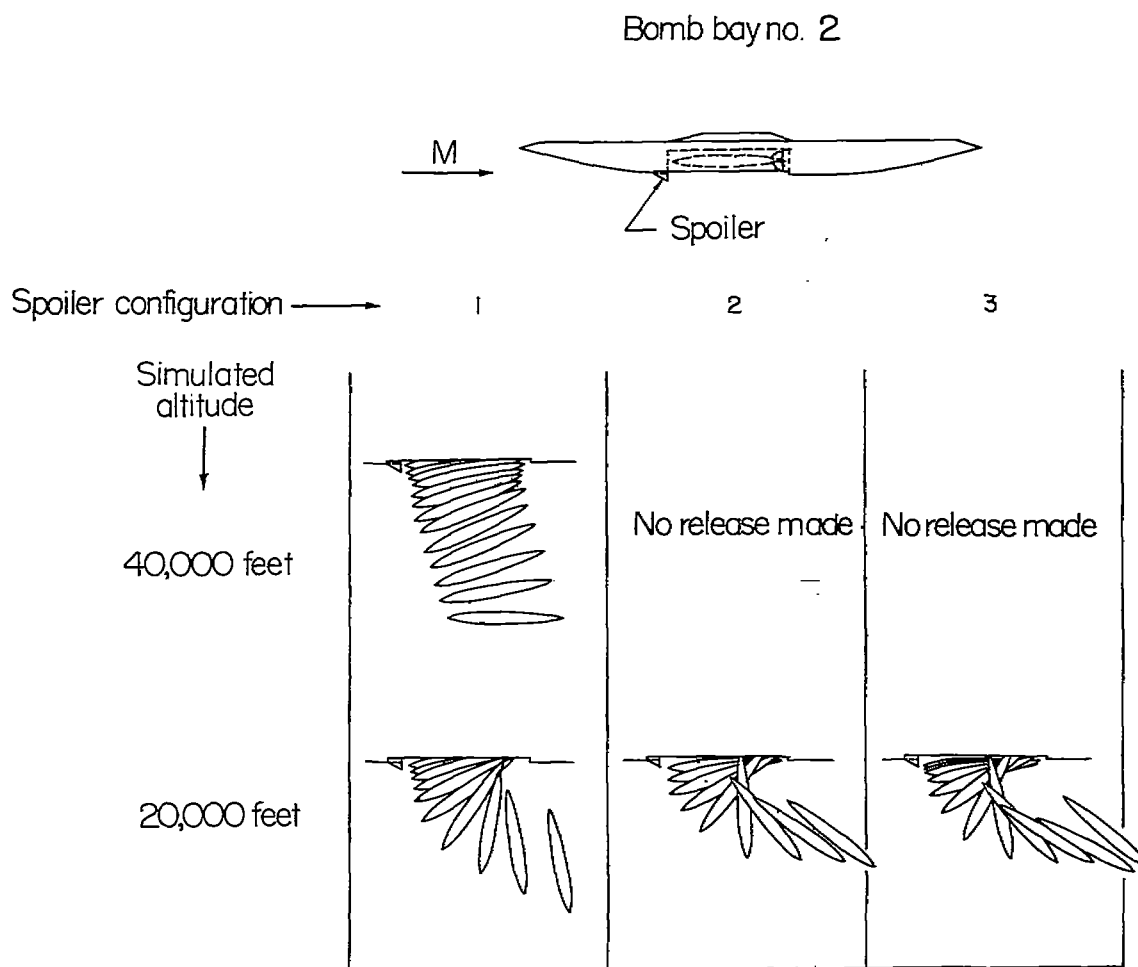 Bomb bay no. 2
M
Spoiler
Spoiler configuration
1
2
3
Simulated
altitude
40,000 feet
No release made
No release made
20,000 feet